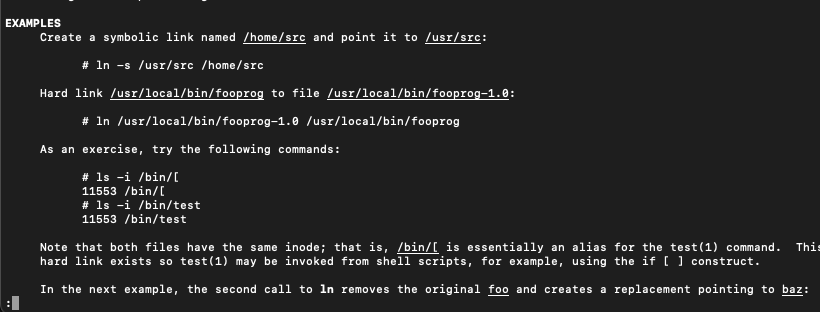 EXAMPLES
Create a symbolic link named /home/src and point it to /usr/src:
# ln -s /usr/src /home/src
Hard link /usr/local/bin/fooprog to file /usr/local/bin/fooprog-1.0:
# ln /usr/local/bin/fooprog-1.0 /usr/local/bin/fooprog
As an exercise, try the following commands:
# ls -i /bin/[
11553 /bin/[
# ls -i /bin/test
11553 /bin/test
Note that both files have the same inode; that is, /bin/[ is essentially an alias for the test(1) command. This
hard link exists so test(1) may be invoked from shell scripts, for example, using the if [ ] construct.
In the next example, the second call to ln removes the original foo and creates a replacement pointing to baz:
: